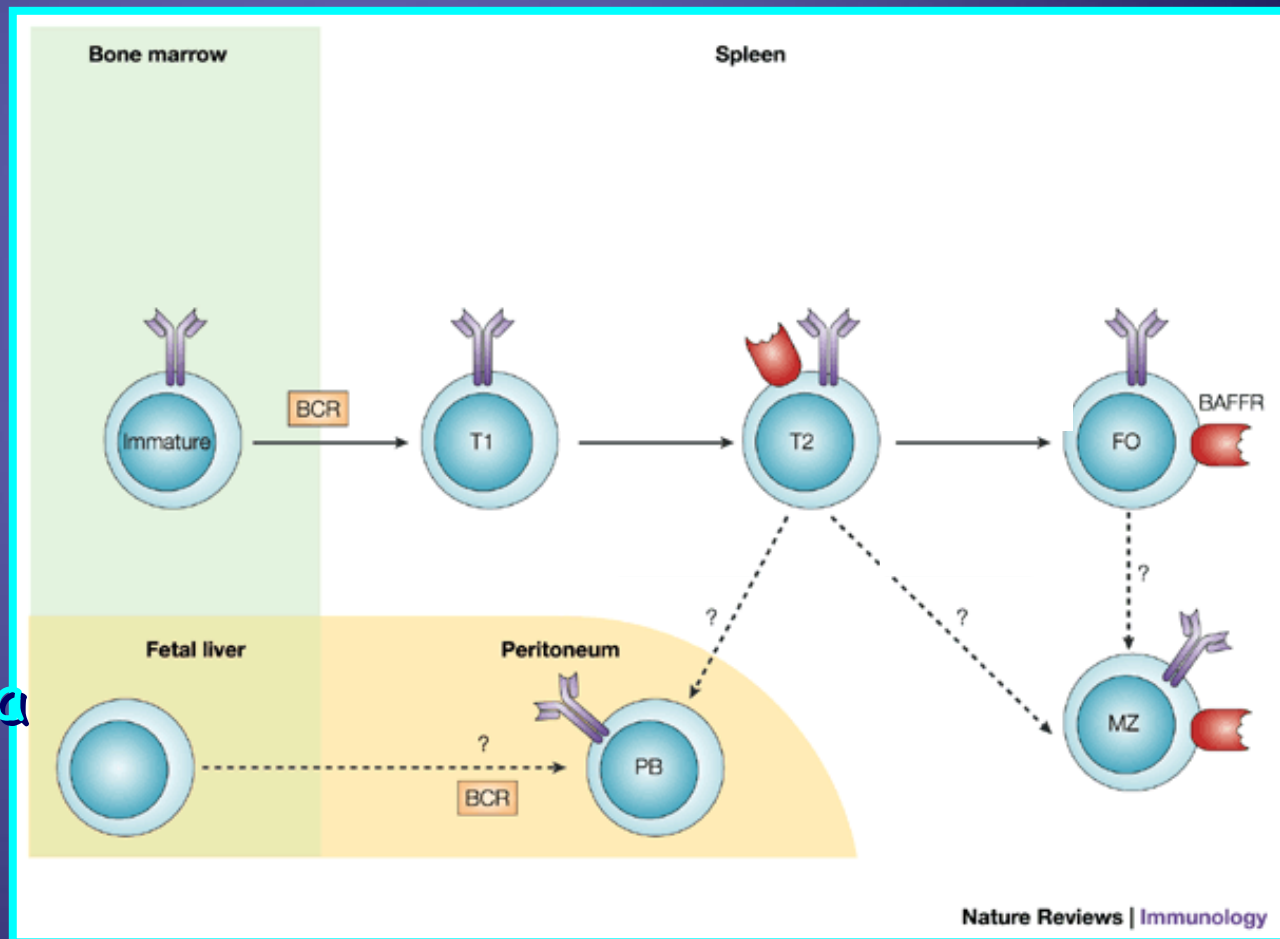 Bone marrow
Spleen
BCR
BAFFR
Immature
T1
T2
FO
?
?
?
Fetal liver
Peritoneum
a
?
MZ
PB
BCR
Nature Reviews | Immunology